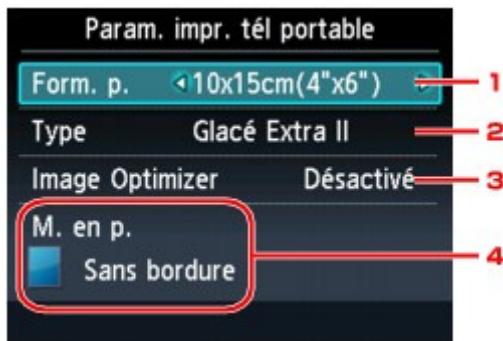 Param. impr. tél portable
Form. p. 10x15cm(4"x6") 1
Type Glacé Extra II 2
Image Optimizer Désactivé 3
M. en p.
Sans bordure 4